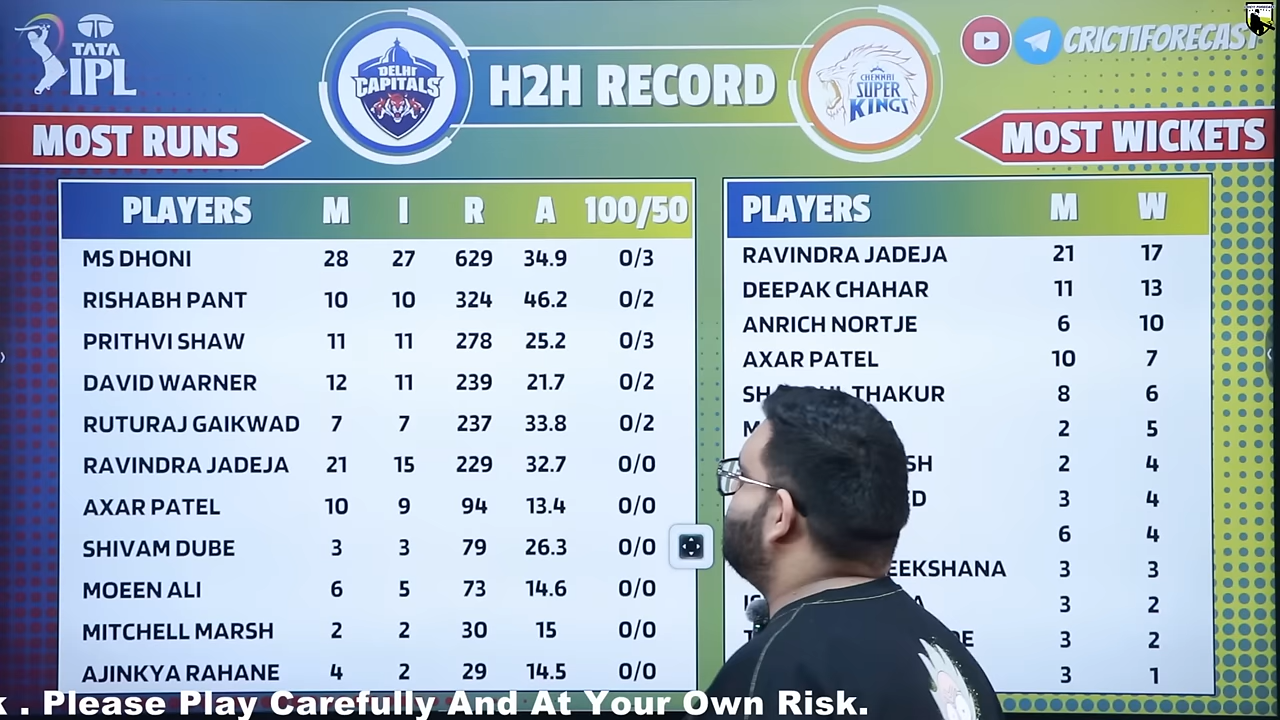 TATA
IPL
DELHI
CAPITALS
H2H RECORD
CHENNAI
SUPER
KINGS
CRIC11FORECAST
MOST RUNS
MOST WICKETS
PLAYERS M I R A 100/50
MS DHONI 28 27 629 34.9 0/3
RISHABH PANT 10 10 324 46.2 0/2
PRITHVI SHAW 11 11 278 25.2 0/3
DAVID WARNER 12 11 239 21.7 0/2
RUTURAJ GAIKWAD 7 7 237 33.8 0/2
RAVINDRA JADEJA 21 15 229 32.7 0/0
AXAR PATEL 10 9 94 13.4 0/0
SHIVAM DUBE 3 3 79 26.3 0/0
MOEEN ALI 6 5 73 14.6 0/0
MITCHELL MARSH 2 2 30 15 0/0
AJINKYA RAHANE 4 2 29 14.5 0/0
PLAYERS M W
RAVINDRA JADEJA 21 17
DEEPAK CHAHAR 11 13
ANRICH NORTJE 6 10
AXAR PATEL 10 7
THAKUR 8 6
2 5
2 4
3 4
6 4
3 3
3 2
3 2
3 1
. Please Play Carefully And At Your Own Risk.